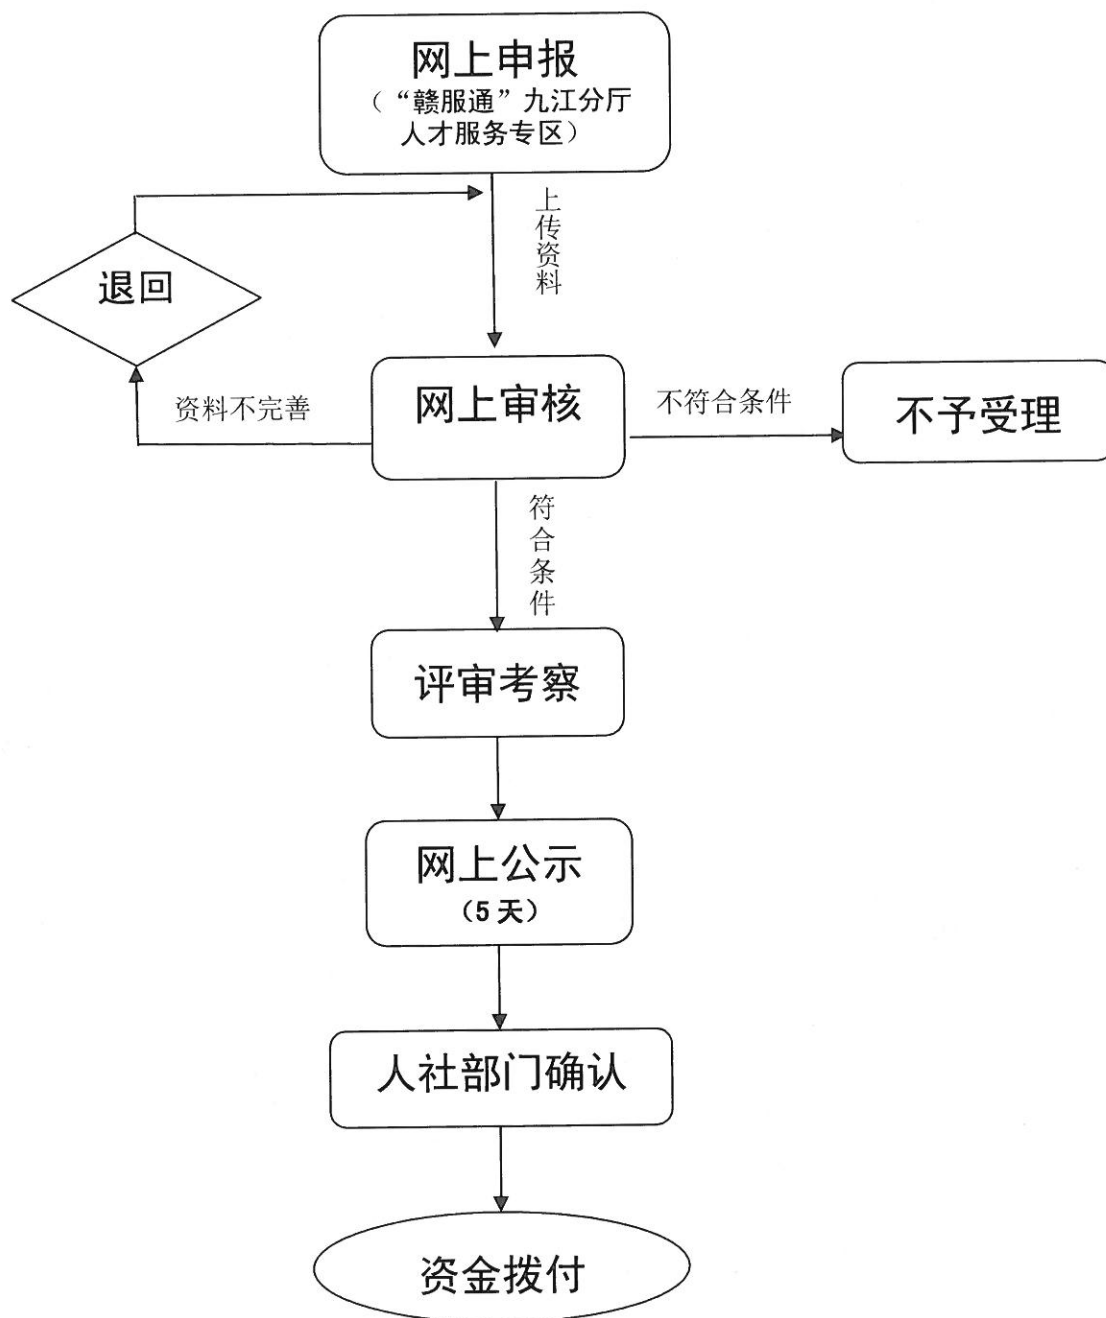 网上申报
（“赣服通”九江分厅
人才服务专区）
上传资料
退回
资料不完善
网上审核
不符合条件
不予受理
符合条件
评审考察
网上公示
（5 天）
人社部门确认
资金拨付